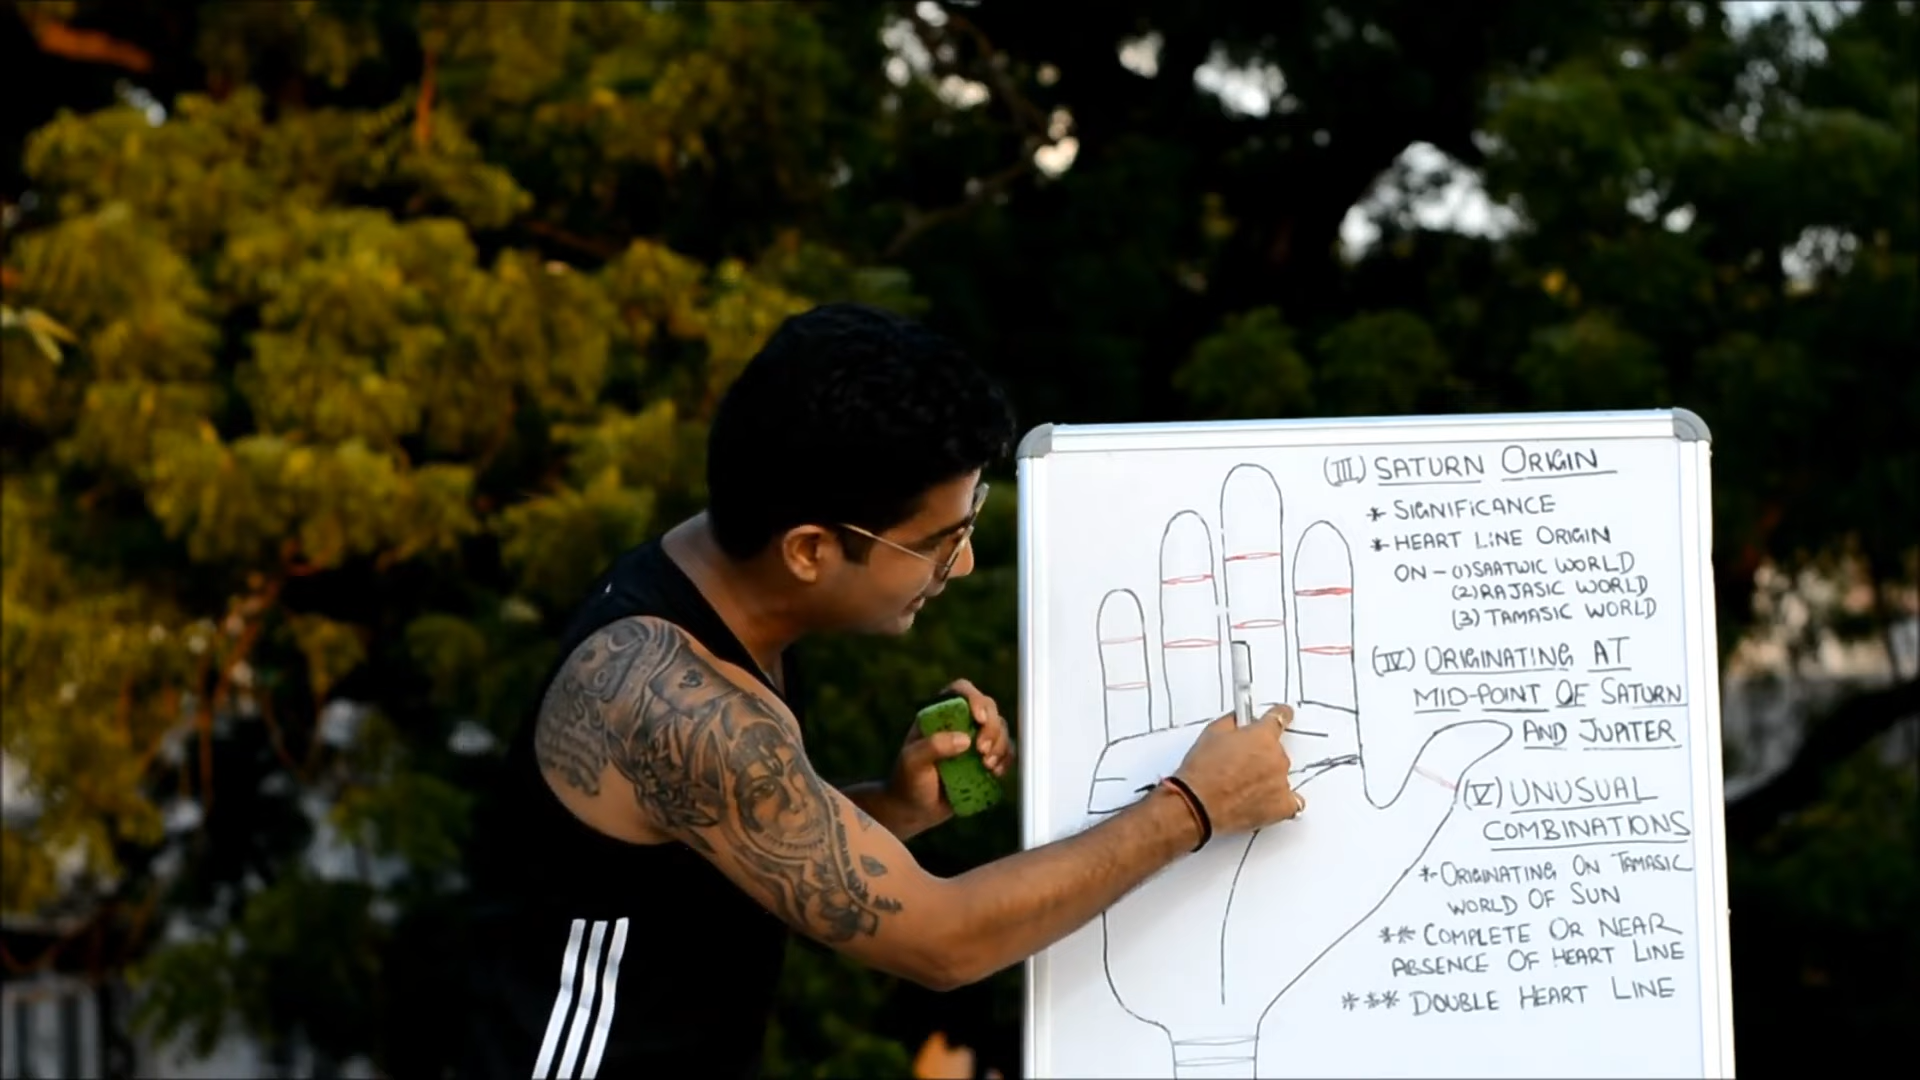 (III) SATURN ORIGIN
* SIGNIFICANCE
* HEART LINE ORIGIN
ON - (1) SAATWIC WORLD
(2) RAJASIC WORLD
(3) TAMASIC WORLD
(IV) ORIGINATING AT
MID-POINT OF SATURN
AND JUPITER
(V) UNUSUAL
COMBINATIONS
* ORIGINATING ON TAMASIC
WORLD OF SUN
** COMPLETE OR NEAR
ABSENCE OF HEART LINE
*** DOUBLE HEART LINE